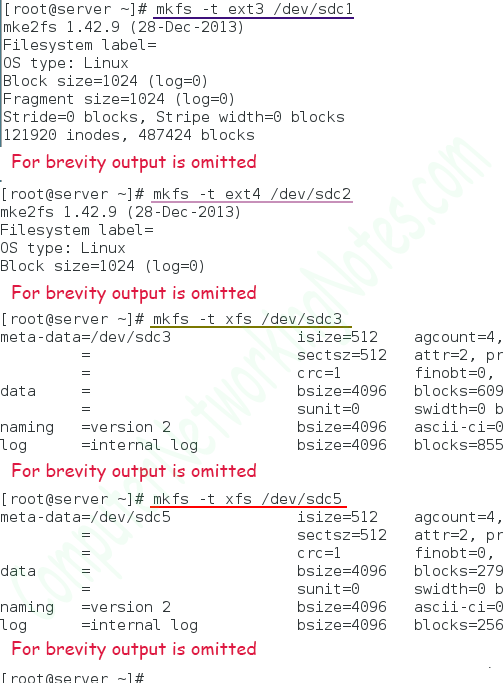 [root@server ~]# mkfs -t ext3 /dev/sdc1
mke2fs 1.42.9 (28-Dec-2013)
Filesystem label=
OS type: Linux
Block size=1024 (log=0)
Fragment size=1024 (log=0)
Stride=0 blocks, Stripe width=0 blocks
121920 inodes, 487424 blocks
For brevity output is omitted
[root@server ~]# mkfs -t ext4 /dev/sdc2
mke2fs 1.42.9 (28-Dec-2013)
Filesystem label=
OS type: Linux
Block size=1024 (log=0)
For brevity output is omitted
[root@server ~]# mkfs -t xfs /dev/sdc3
meta-data=/dev/sdc3 isize=512 agcount=4,
= sectsz=512 attr=2, pr
= crc=1 finobt=0,
data = bsize=4096 blocks=609
= sunit=0 swidth=0 b
naming =version 2 bsize=4096 ascii-ci=0
log =internal log bsize=4096 blocks=855
For brevity output is omitted
[root@server ~]# mkfs -t xfs /dev/sdc5
meta-data=/dev/sdc5 isize=512 agcount=4,
= sectsz=512 attr=2, pr
= crc=1 finobt=0,
data = bsize=4096 blocks=279
= sunit=0 swidth=0 b
naming =version 2 bsize=4096 ascii-ci=0
log =internal log bsize=4096 blocks=256
For brevity output is omitted
[root@server ~]#
ComputerNetworkingNotes.com